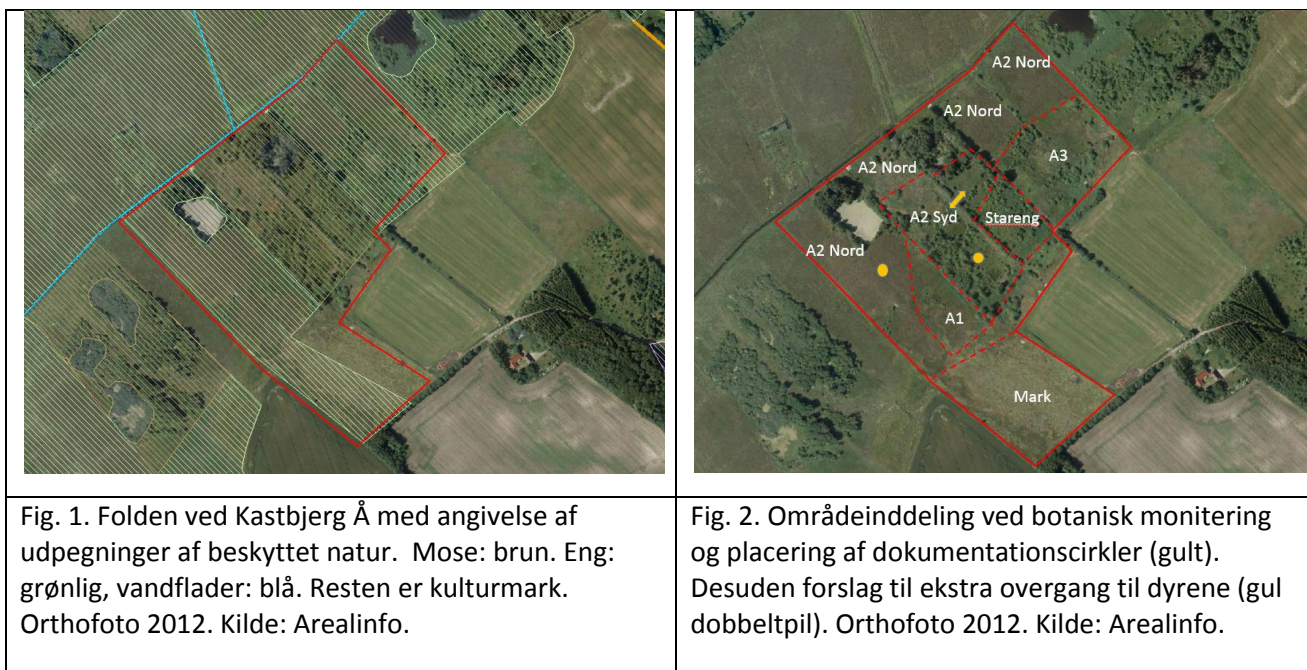 A2 Nord
A2 Nord
A2 Nord
A3
A2 Syd
Stareng
A2 Nord
A1
Mark
Fig. 1. Folden ved Kastbjerg Å med angivelse af
udpegninger af beskyttet natur.  Mose: brun. Eng:
grønlig, vandflader: blå. Resten er kulturmark.
Orthofoto 2012. Kilde: Arealinfo.
Fig. 2. Områdeinddeling ved botanisk monitering
og placering af dokumentationscirkler (gult).
Desuden forslag til ekstra overgang til dyrene (gul
dobbeltpil). Orthofoto 2012. Kilde: Arealinfo.